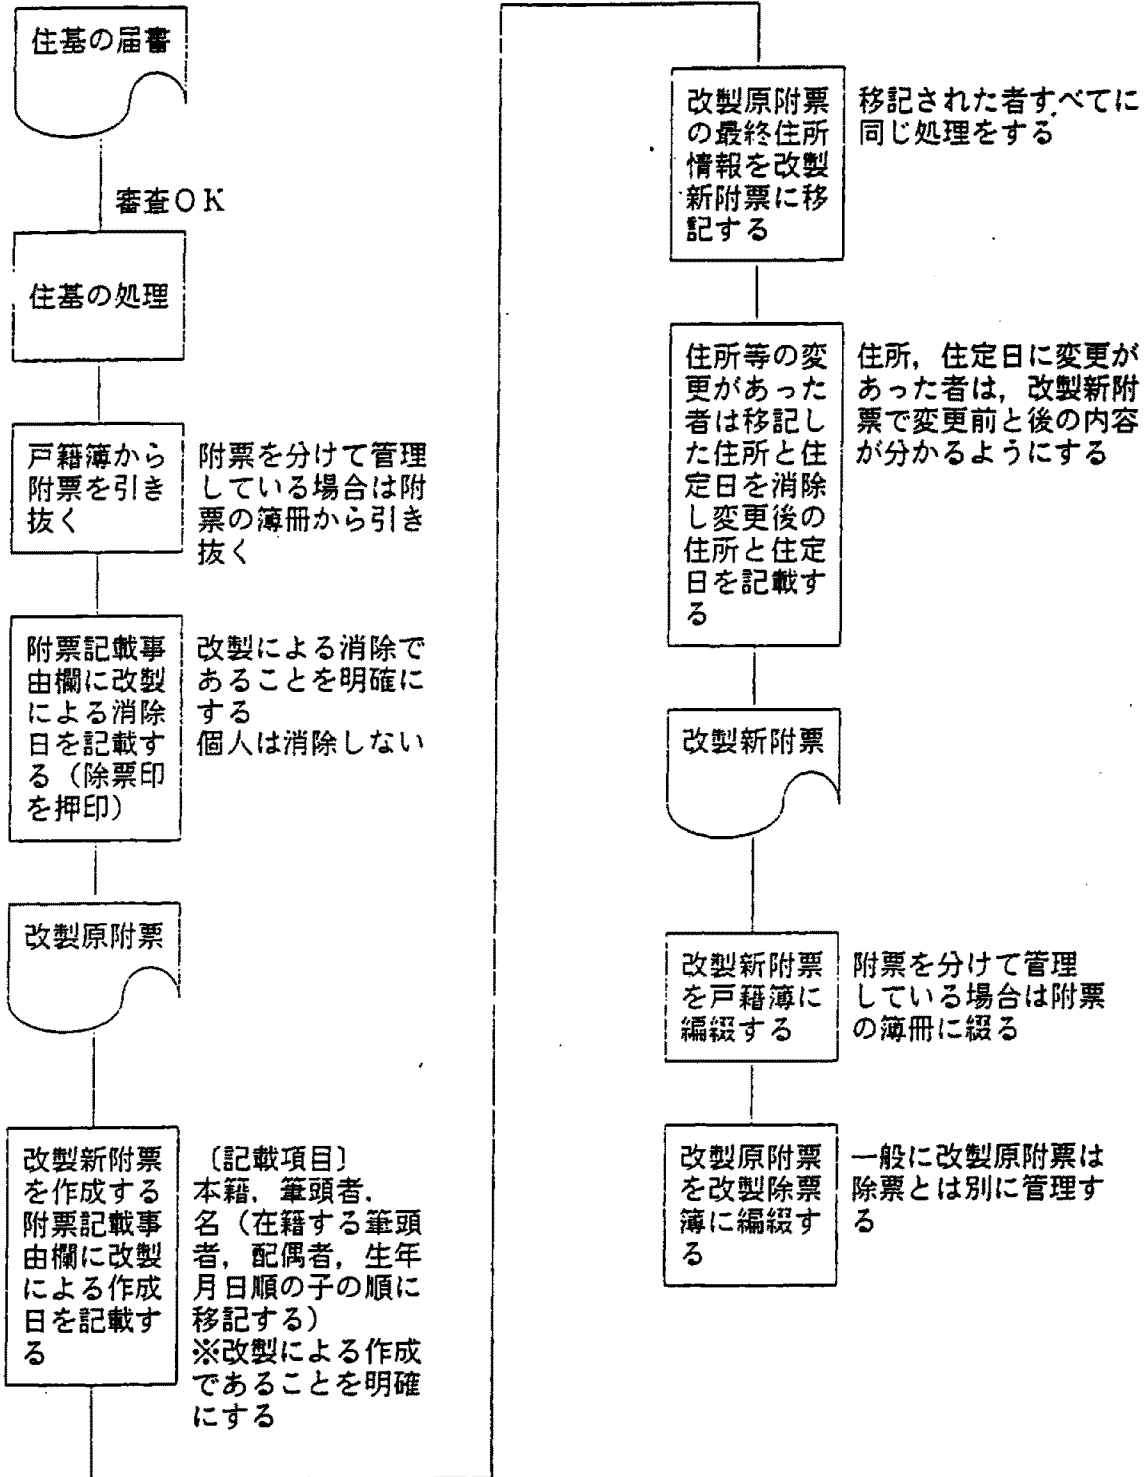 住基の届書
審査ＯＫ
住基の処理
戸籍簿から
附票を引き
抜く
附票を分けて管理
している場合は附
票の簿冊から引き
抜く
附票記載事
由欄に改製
による消除
日を記載す
る（除票印
を押印）
改製による消除で
あることを明確に
する
個人は消除しない
改製原附票
改製新附票
を作成する
附票記載事
由欄に改製
による作成
日を記載す
る
〔記載項目〕
本籍，筆頭者，
名（在籍する筆頭
者，配偶者，生年
月日順の子の順に
移記する）
※改製による作成
であることを明確
にする
改製原附票
の最終住所
情報を改製
新附票に移
記する
移記された者すべてに
同じ処理をする
住所等の変
更があった
者は移記し
た住所と住
定日を消除
し変更後の
住所と住定
日を記載す
る
住所，住定日に変更が
あった者は，改製新附
票で変更前と後の内容
が分かるようにする
改製新附票
改製新附票
を戸籍簿に
編綴する
附票を分けて管理
している場合は附票
の簿冊に綴る
改製原附票
を改製除票
簿に編綴す
る
一般に改製原附票は
除票とは別に管理す
る